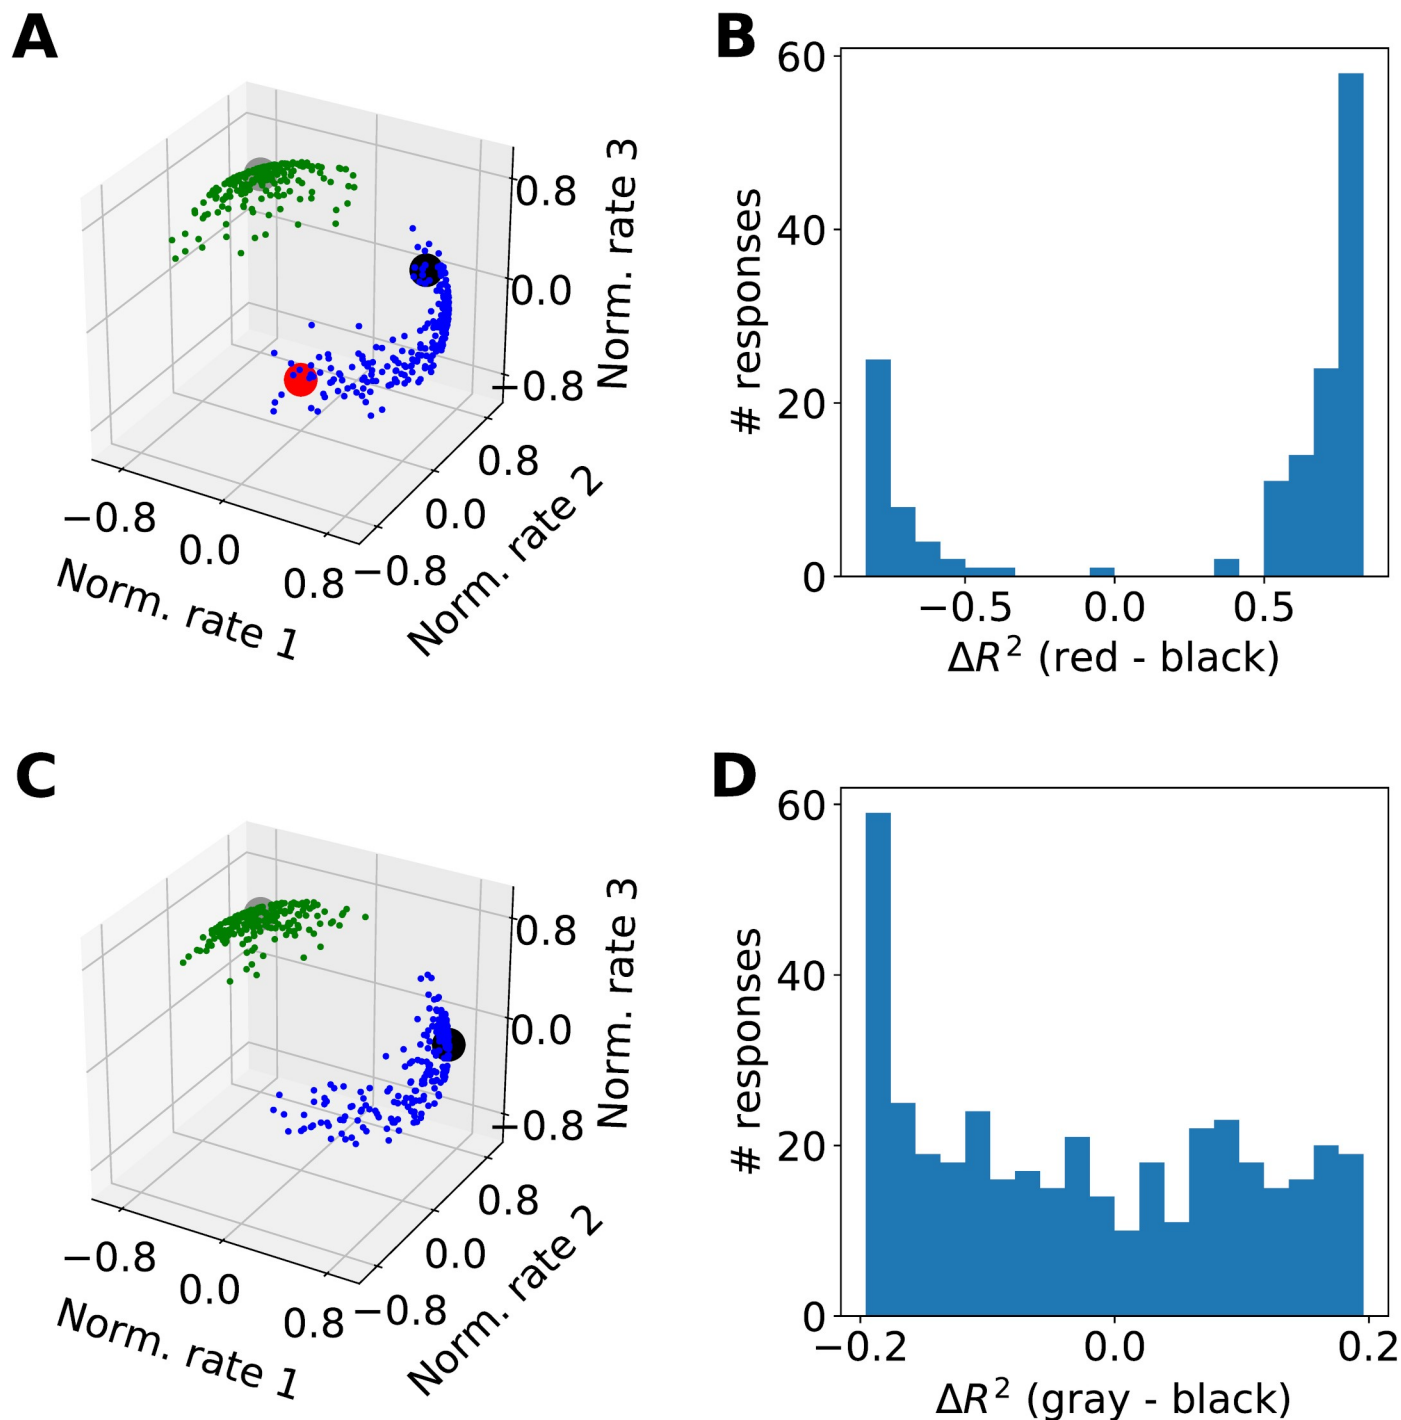 A
0.8
0.0
−0.8
Norm. rate 3
0.8
0.0
−0.8
Norm. rate 2
−0.8
0.0
0.8
Norm. rate 1
B
60
40
20
0
# responses
−0.5
0.0
0.5
ΔR² (red - black)
C
0.8
0.0
−0.8
Norm. rate 3
0.8
0.0
−0.8
Norm. rate 2
−0.8
0.0
0.8
Norm. rate 1
D
60
40
20
0
# responses
−0.2
0.0
0.2
ΔR² (gray - black)